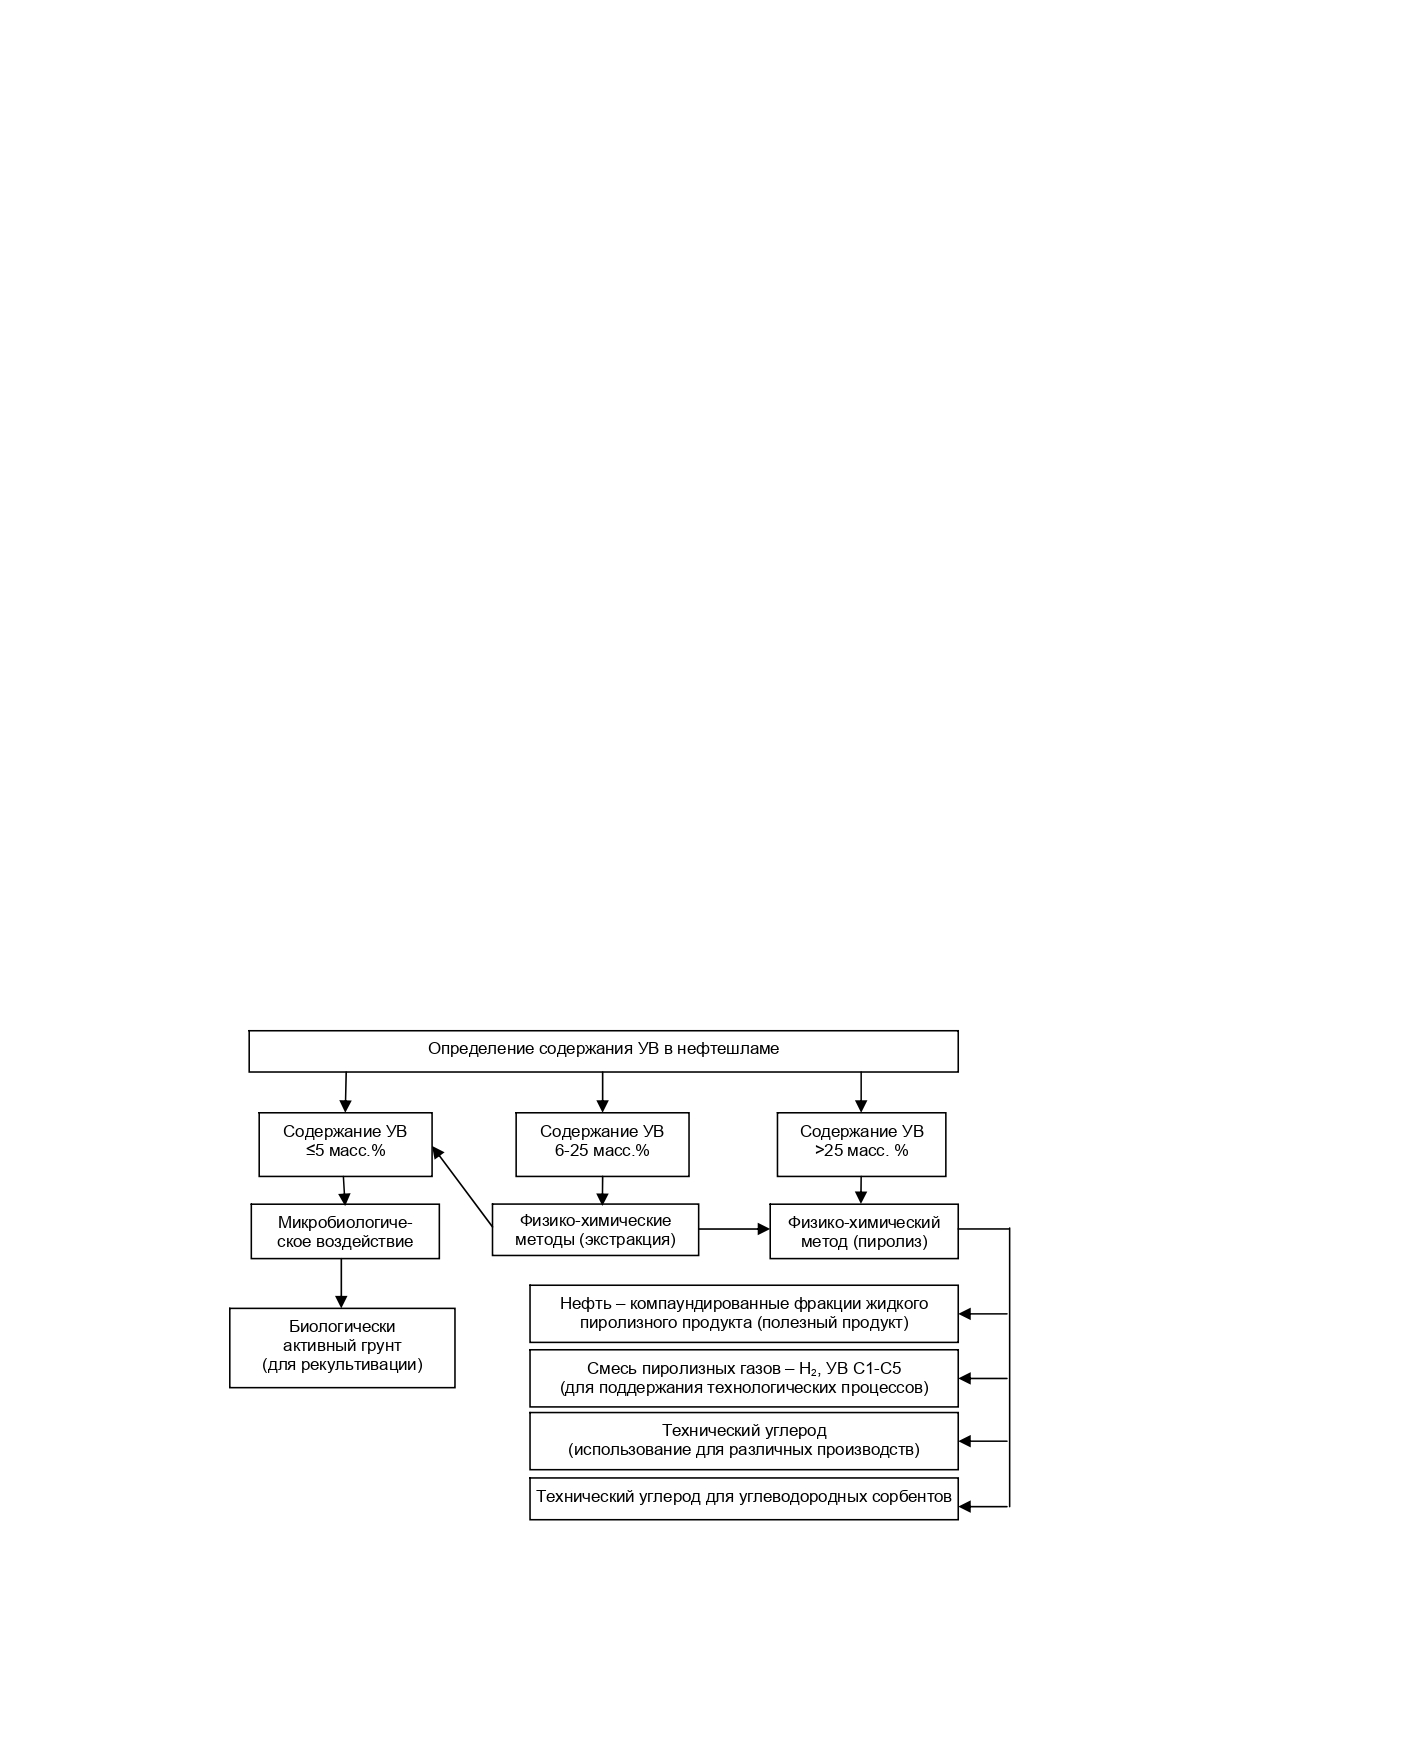 Определение содержания УВ в нефтешламе
Содержание УВ
≤5 масс.%
Содержание УВ
6-25 масс.%
Содержание УВ
>25 масс. %
Микробиологиче-
ское воздействие
Физико-химические
методы (экстракция)
Физико-химический
метод (пиролиз)
Биологически
активный грунт
(для рекультивации)
Нефть – компаундированные фракции жидкого
пиролизного продукта (полезный продукт)
Смесь пиролизных газов – H₂, УВ С1-С5
(для поддержания технологических процессов)
Технический углерод
(использование для различных производств)
Технический углерод для углеводородных сорбентов